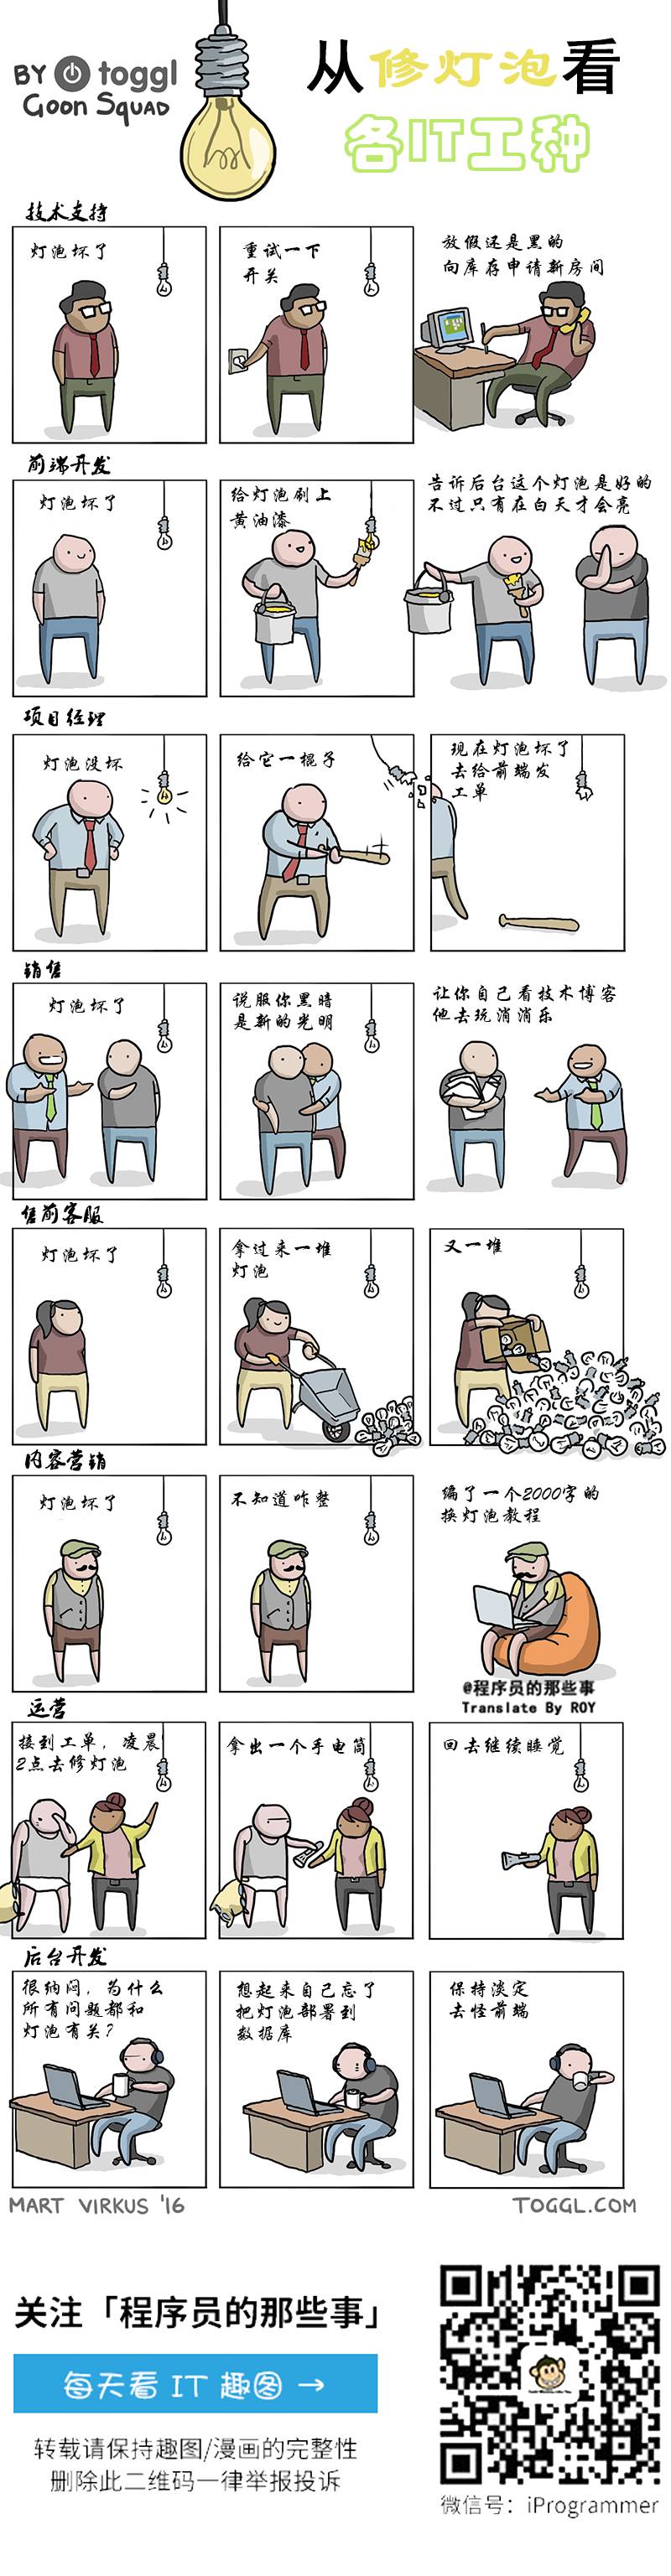 BY toggl
Goon Squad
从修灯泡看
各IT工种
技术支持
灯泡坏了
重试一下
开关
放假还是黑的
向库存申请新房间
前端开发
灯泡坏了
给灯泡刷上
黄油漆
告诉后台这个灯泡是好的
不过只有在白天才会亮
项目经理
灯泡没坏
给它一棍子
现在灯泡坏了
去给前端发
工单
销售
灯泡坏了
说服你黑暗
是新的光明
让你自己看技术博客
他去玩消消乐
售前客服
灯泡坏了
拿过来一堆
灯泡
又一堆
内容营销
灯泡坏了
不知道咋整
编了一个2000字的
换灯泡教程
@程序员的那些事
Translate By ROY
运营
接到工单，凌晨
2点去修灯泡
拿出一个手电筒
回去继续睡觉
后台开发
很纳闷，为什么
所有问题都和
灯泡有关？
想起来自己忘了
把灯泡部署到
数据库
保持淡定
去怪前端
MART VIRKUS '16
TOGGL.COM
关注「程序员的那些事」
每天看 IT 趣图 →
转载请保持趣图/漫画的完整性
删除此二维码一律举报投诉
微信号：iProgrammer